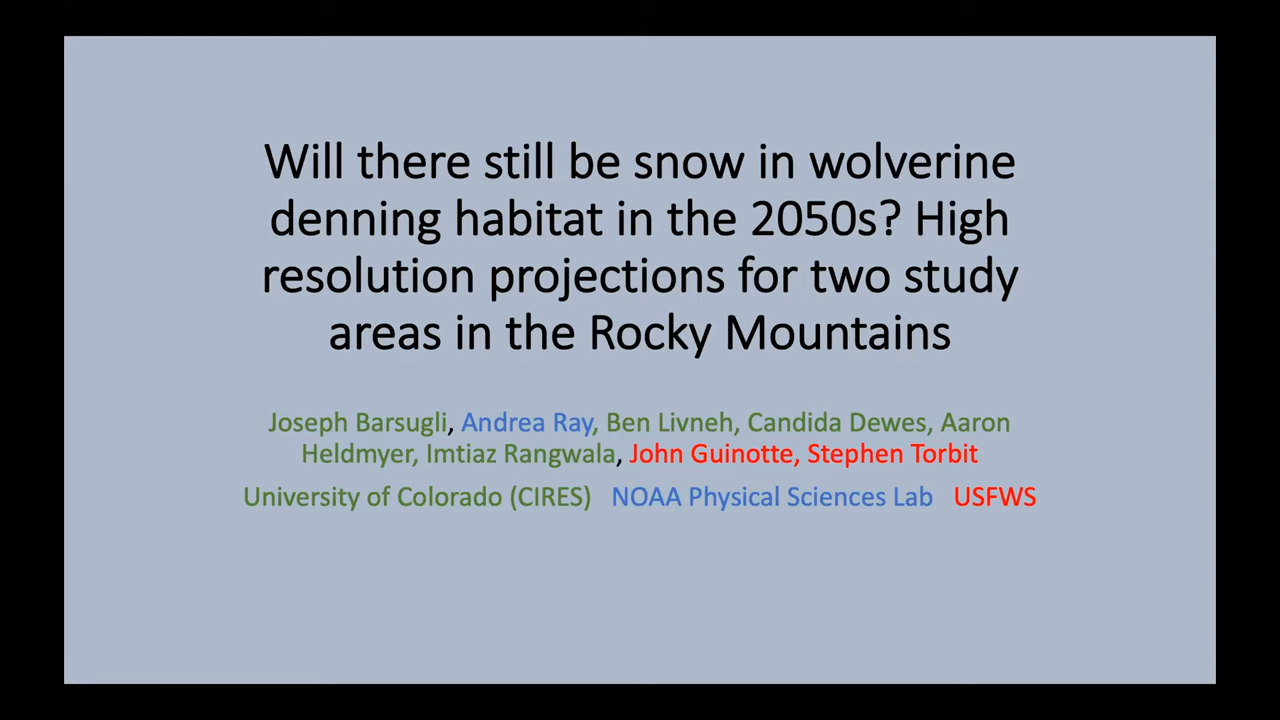 Will there still be snow in wolverine
denning habitat in the 2050s? High
resolution projections for two study
areas in the Rocky Mountains
Joseph Barsugli, Andrea Ray, Ben Livneh, Candida Dewes, Aaron
Heldmyer, Imtiaz Rangwala, John Guinotte, Stephen Torbit
University of Colorado (CIRES) NOAA Physical Sciences Lab USFWS